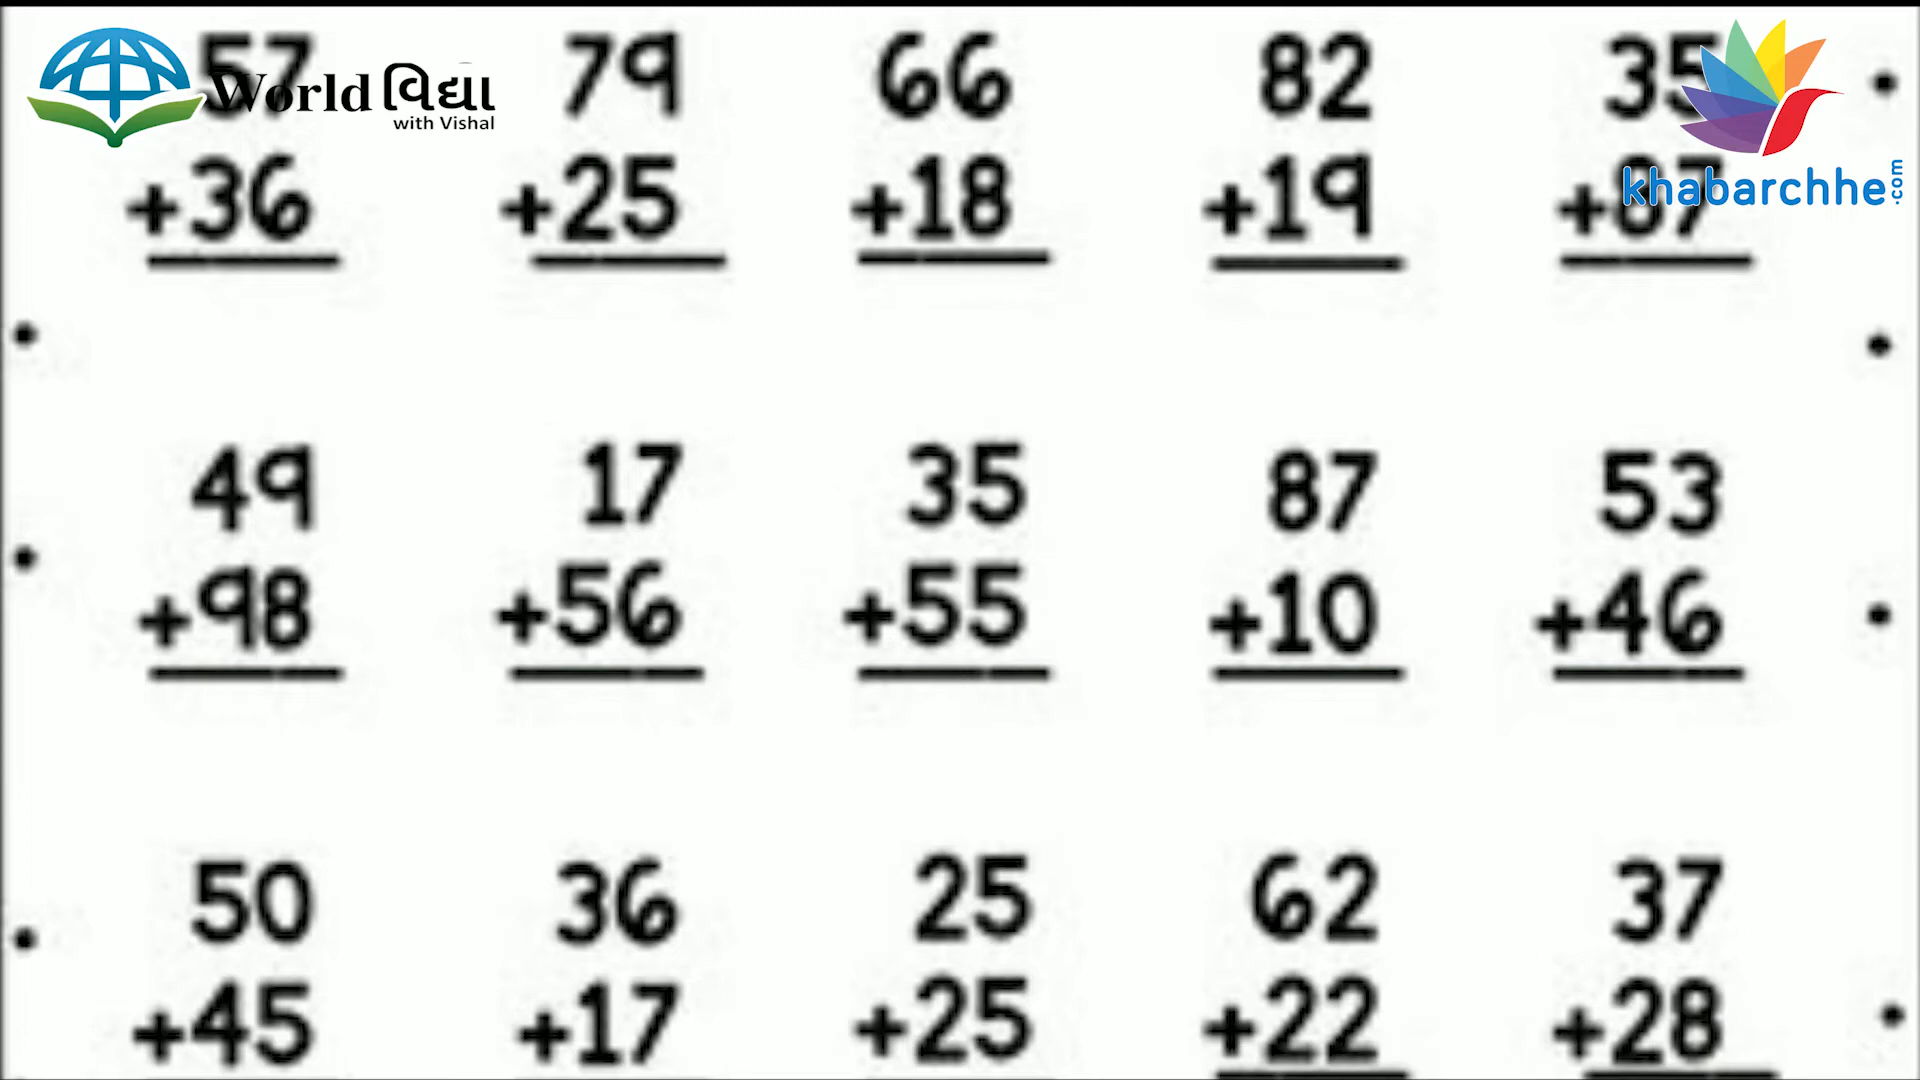 57 79 66 82 35
World વિદ્યા
with Vishal
+36 +25 +18 +19 +87
khabarchhe.com
49 17 35 87 53
+98 +56 +55 +10 +46
50 36 25 62 37
+45 +17 +25 +22 +28